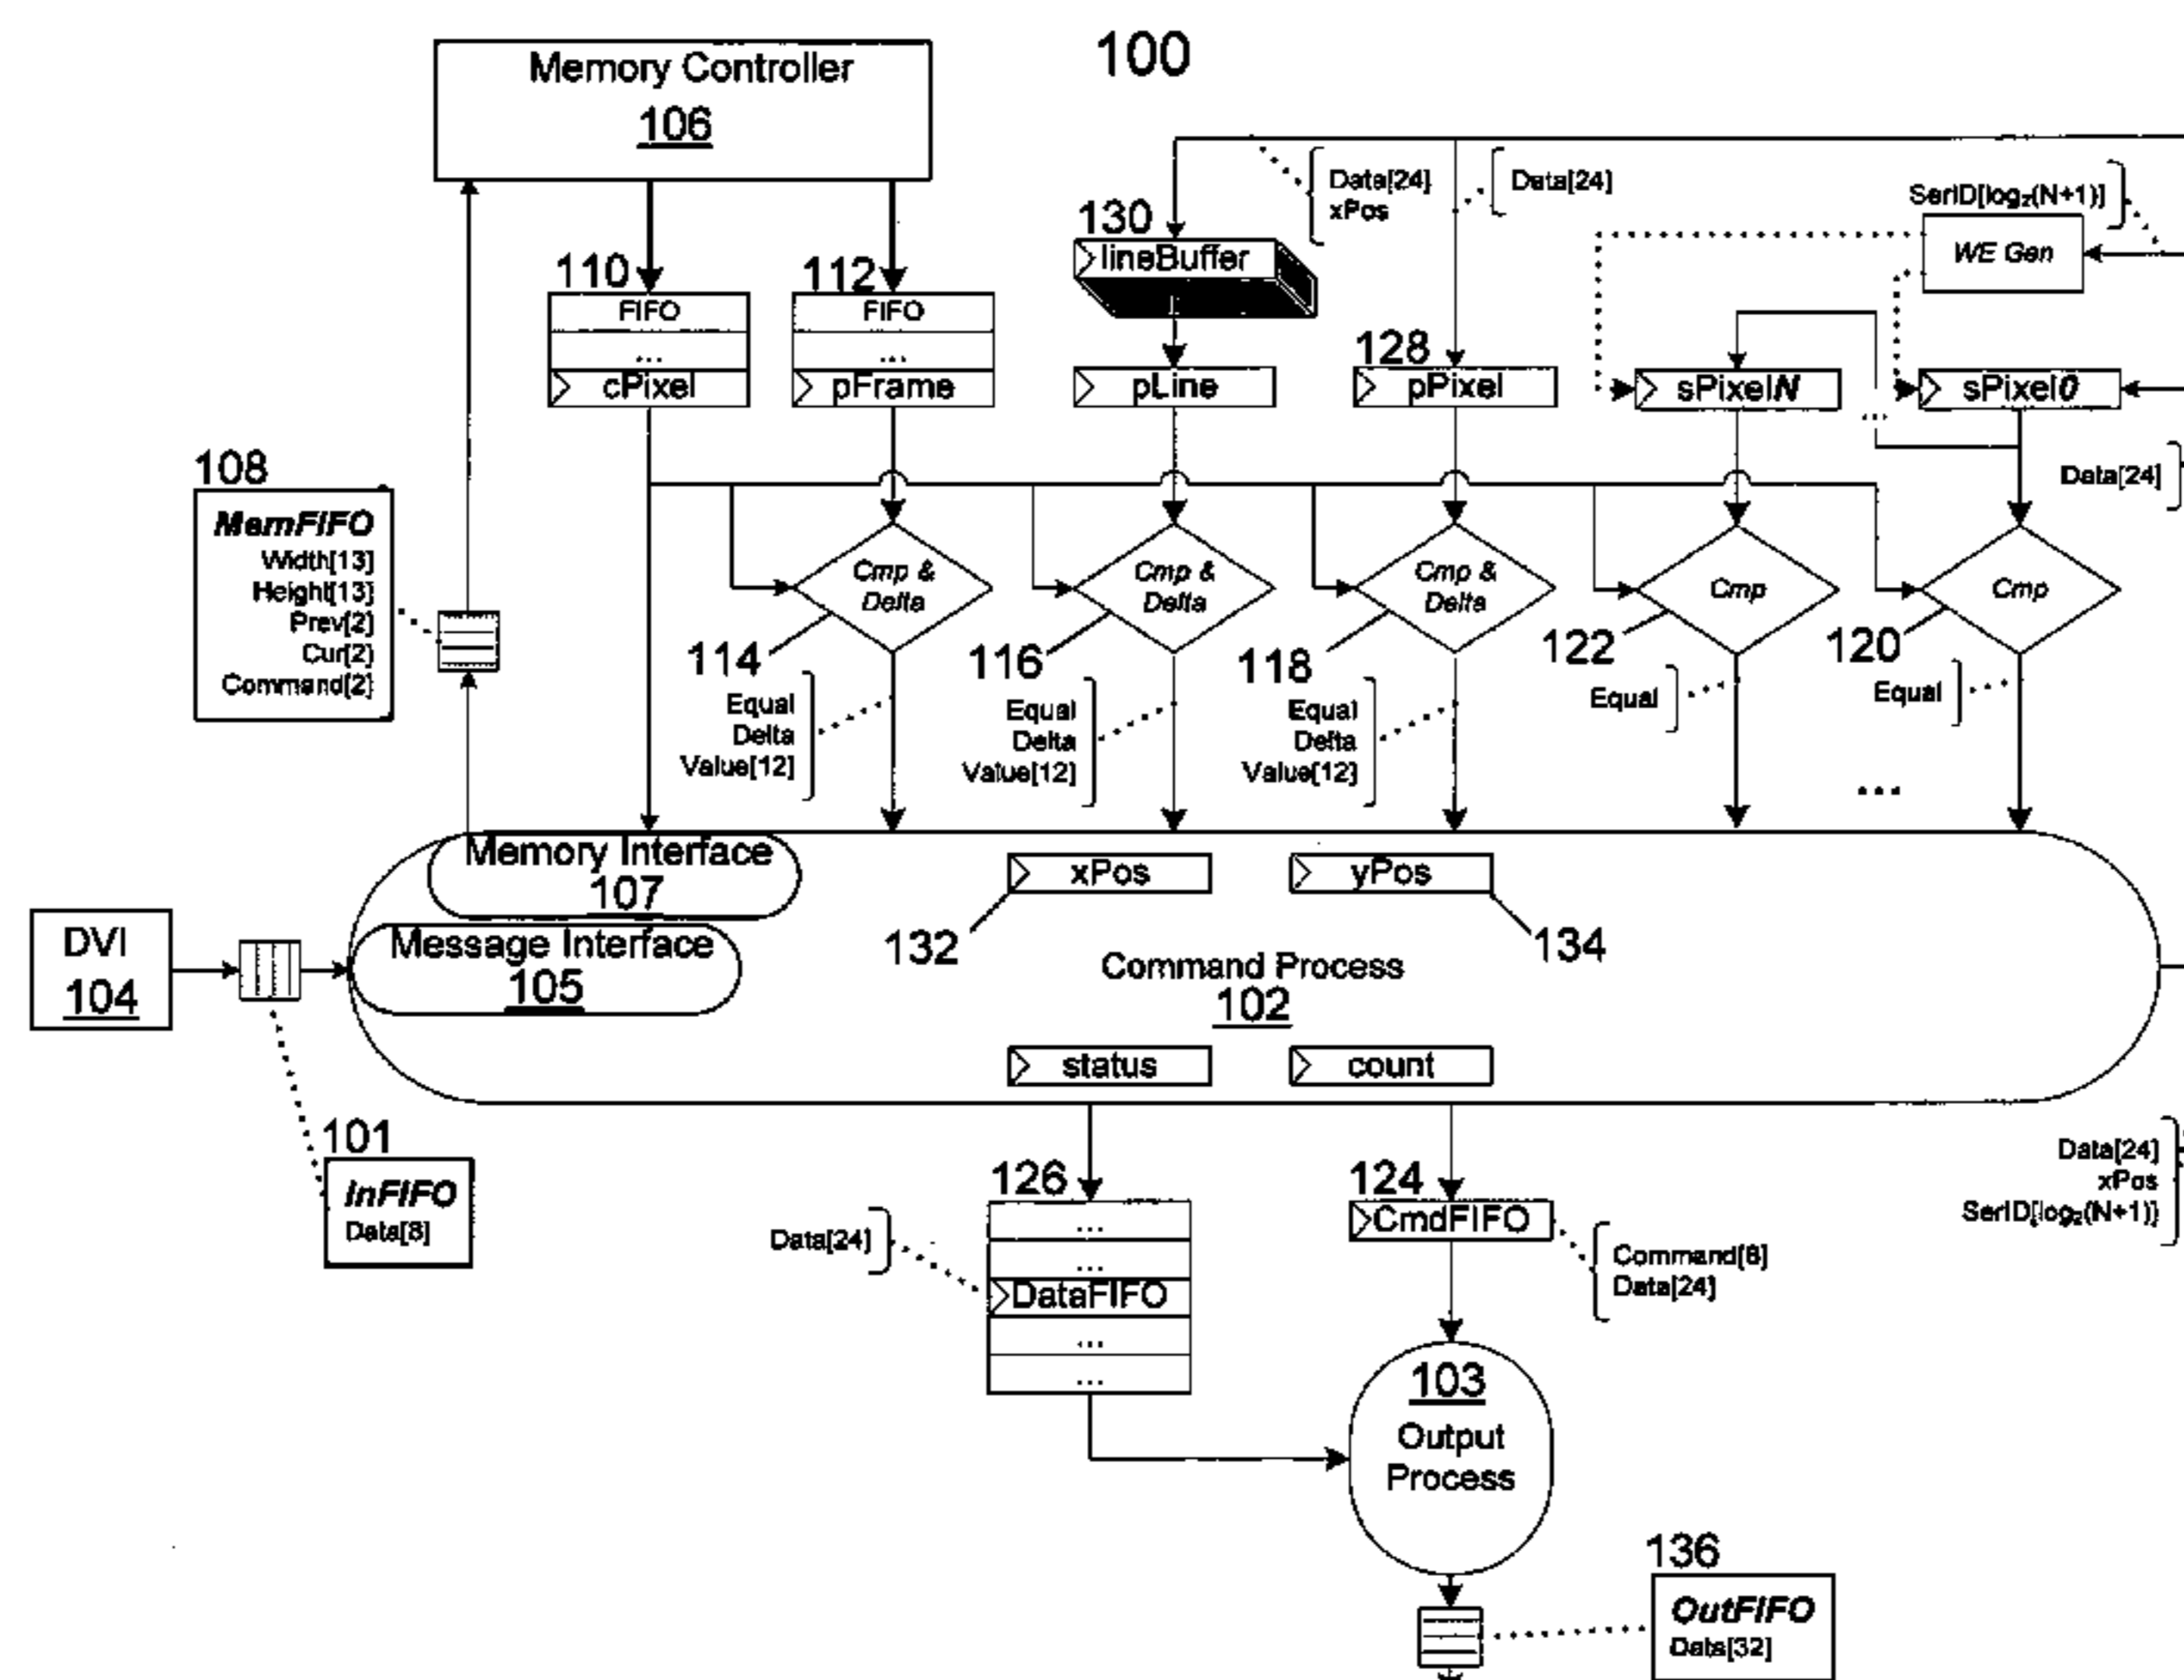 100
Memory Controller
106
Data[24]
xPos
Data[24]
SerID[log₂(N+1)]
WE Gen
130
lineBuffer
110
FIFO
...
cPixel
112
FIFO
...
pFrame
pLine
128
pPixel
sPixelN
...
sPixel0
Data[24]
108
MemFIFO
Width[13]
Height[13]
Prev[2]
Cur[2]
Command[2]
Cmp &
Delta
Cmp &
Delta
Cmp &
Delta
Cmp
Cmp
114
116
118
122
120
Equal
Delta
Value[12]
Equal
Delta
Value[12]
Equal
Delta
Value[12]
Equal
Equal
...
Memory Interface
107
xPos
yPos
132
134
DVI
104
Message Interface
105
Command Process
102
status
count
101
InFIFO
Data[8]
126
...
...
DataFIFO
...
...
Data[24]
124
CmdFIFO
Command[8]
Data[24]
Data[24]
xPos
SerID[log₂(N+1)]
103
Output
Process
136
OutFIFO
Data[32]